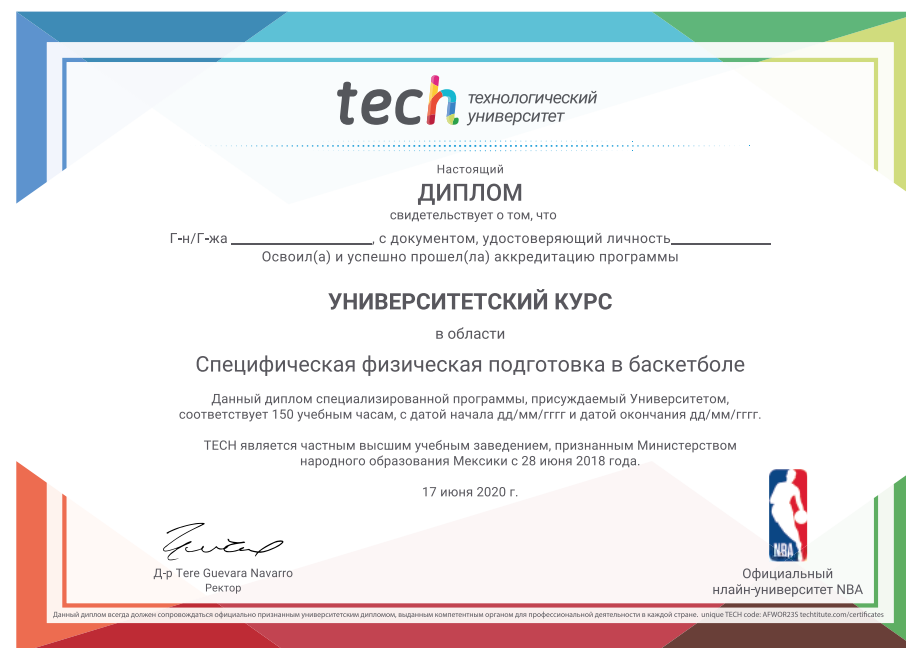 tech технологический
университет
Настоящий
ДИПЛОМ
свидетельствует о том, что
Г-н/Г-жа ____________________, с документом, удостоверяющий личность______________
Освоил(а) и успешно прошел(ла) аккредитацию программы
УНИВЕРСИТЕТСКИЙ КУРС
в области
Специфическая физическая подготовка в баскетболе
Данный диплом специализированной программы, присуждаемый Университетом,
соответствует 150 учебным часам, с датой начала дд/мм/гггг и датой окончания дд/мм/гггг.
TECH является частным высшим учебным заведением, признанным Министерством
народного образования Мексики с 28 июня 2018 года.
17 июня 2020 г.
Д-р Tere Guevara Navarro
Ректор
NBA
Официальный
нлайн-университет NBA
Данный диплом всегда должен сопровождаться официально признанным университетским дипломом, выданным компетентным органом для профессиональной деятельности в каждой стране. unique TECH code: AFWOR23S techtitute.com/certificates